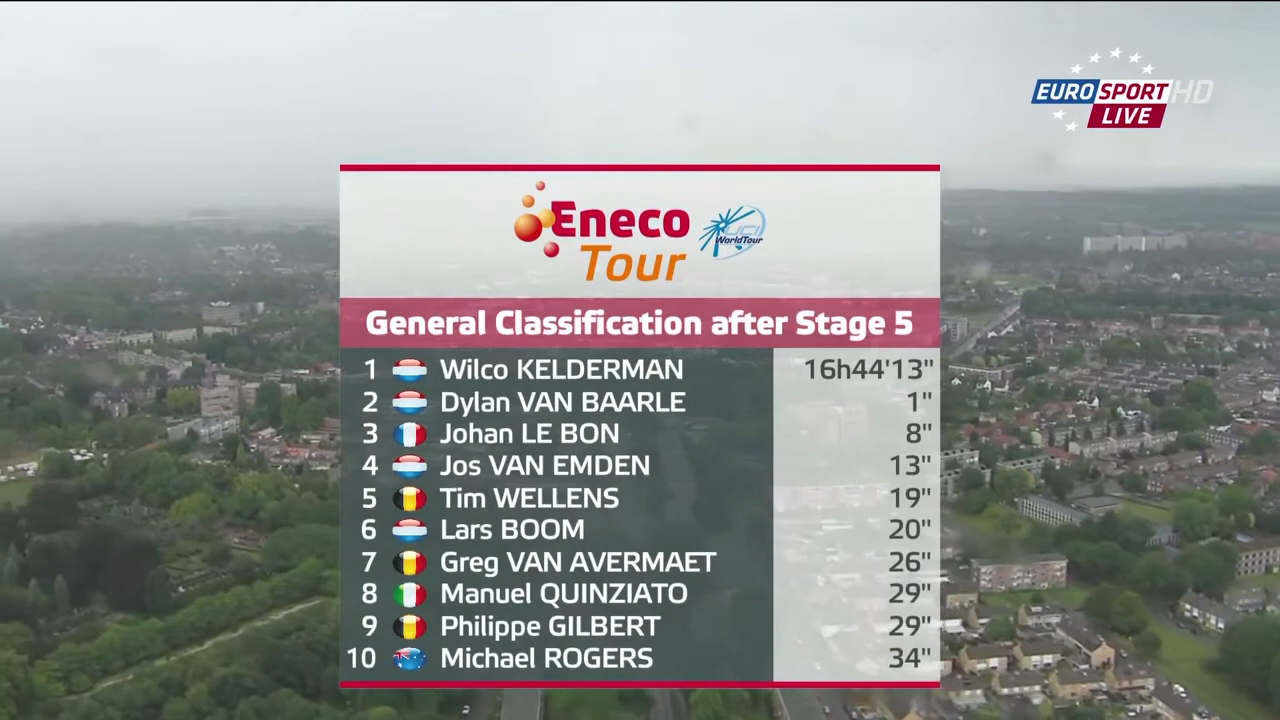 EUROSPORT HD
LIVE
Eneco
Tour
UCI
WorldTour
General Classification after Stage 5
1 Wilco KELDERMAN 16h44'13"
2 Dylan VAN BAARLE 1"
3 Johan LE BON 8"
4 Jos VAN EMDEN 13"
5 Tim WELLENS 19"
6 Lars BOOM 20"
7 Greg VAN AVERMAET 26"
8 Manuel QUINZIATO 29"
9 Philippe GILBERT 29"
10 Michael ROGERS 34"